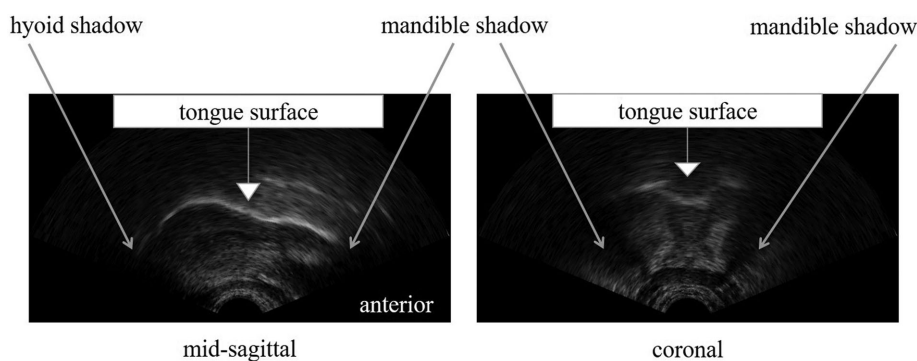 hyoid shadow
mandible shadow
mandible shadow
tongue surface
tongue surface
anterior
mid-sagittal
coronal